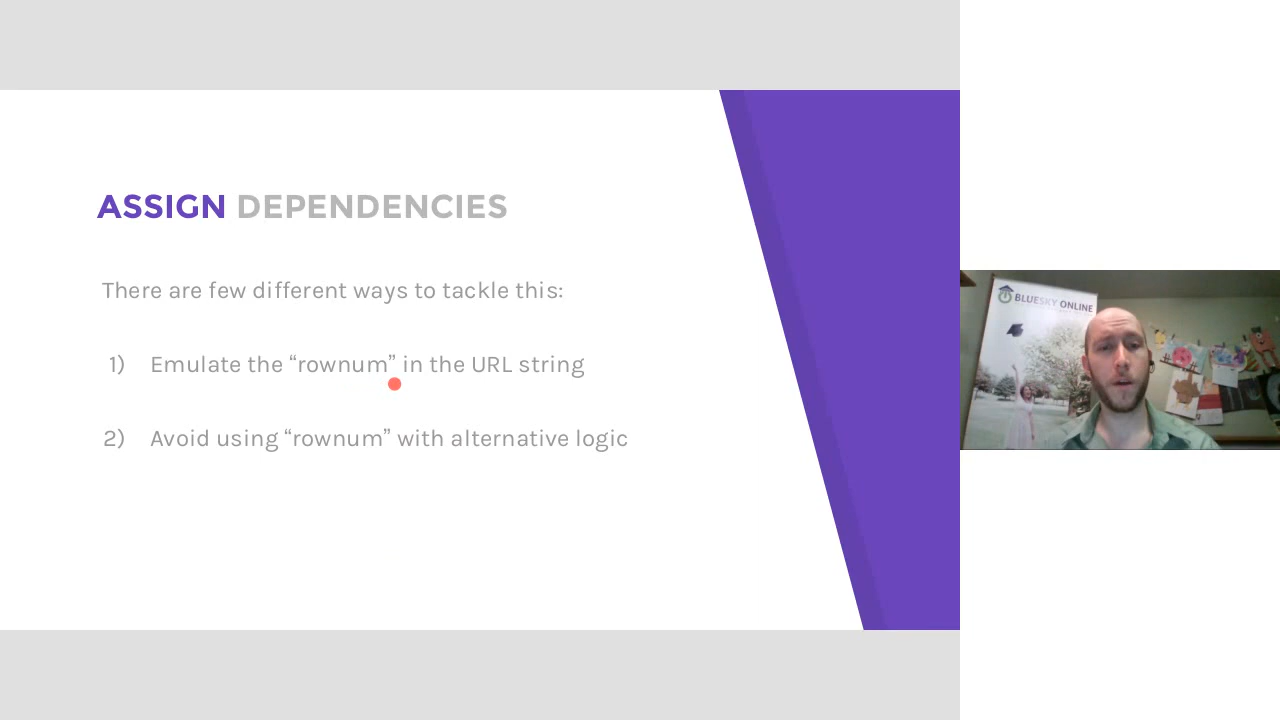 ASSIGN DEPENDENCIES
There are few different ways to tackle this:
1) Emulate the “rownum” in the URL string
2) Avoid using “rownum” with alternative logic
BLUESKY ONLINE